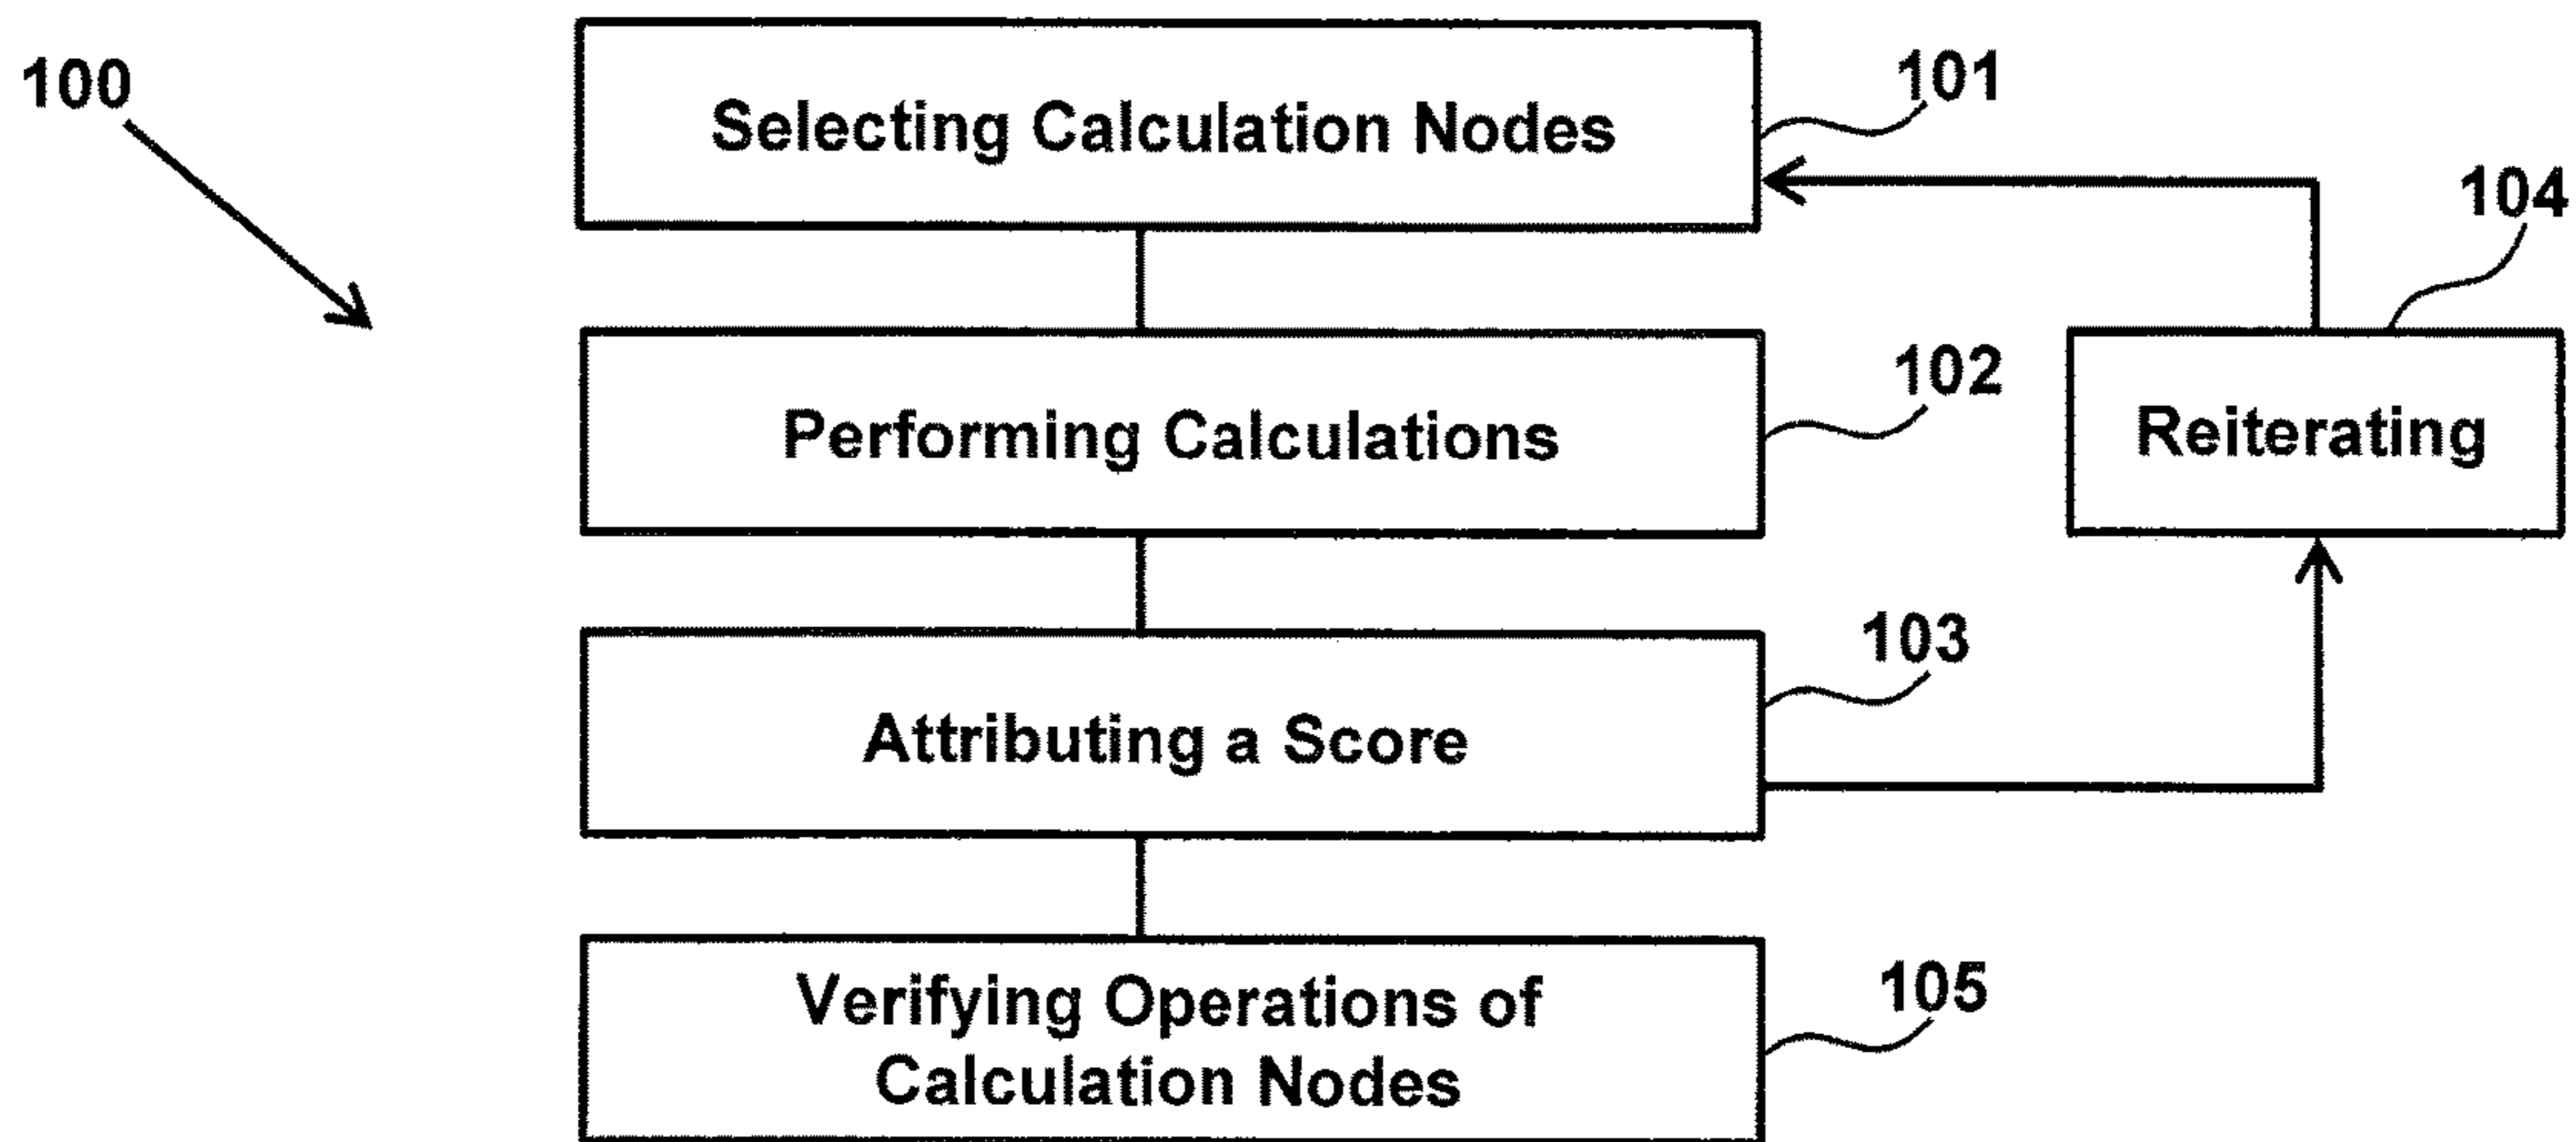 100
Selecting Calculation Nodes
101
104
Performing Calculations
102
Reiterating
Attributing a Score
103
Verifying Operations of
Calculation Nodes
105